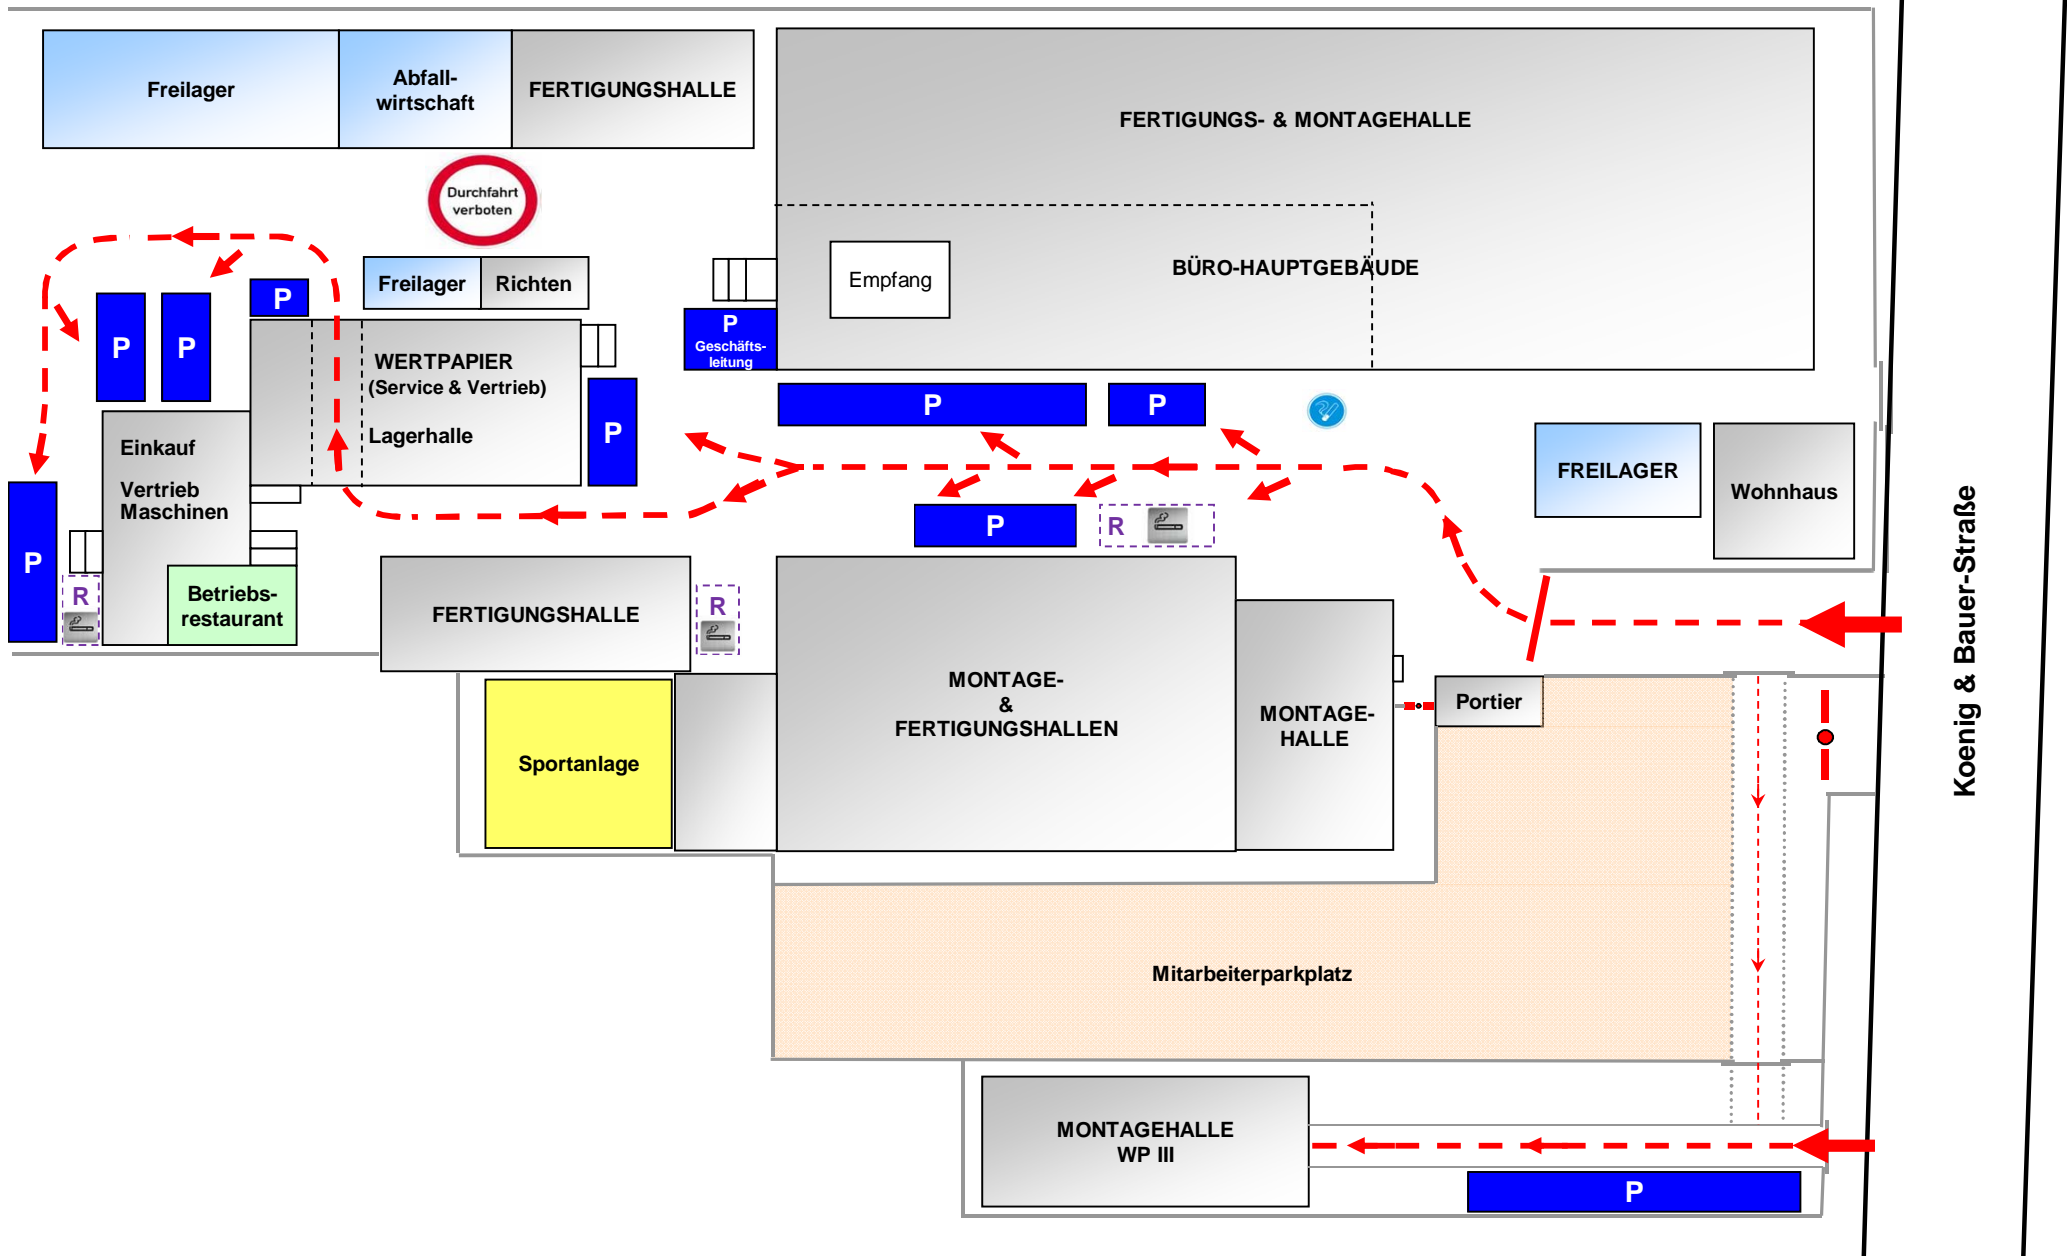 Freilager
Abfall-
wirtschaft
FERTIGUNGSHALLE
FERTIGUNGS- & MONTAGEHALLE
Durchfahrt
verboten
BÜRO-HAUPTGEBÄUDE
Empfang
Freilager
Richten
P
P
P
P
Geschäfts-
leitung
WERTPAPIER
(Service & Vertrieb)
Lagerhalle
P
P
P
Einkauf
Vertrieb
Maschinen
FREILAGER
Wohnhaus
P
R
P
R
Betriebs-
restaurant
FERTIGUNGSHALLE
R
MONTAGE-
&
FERTIGUNGSHALLEN
MONTAGE-
HALLE
Portier
Koenig & Bauer-Straße
Sportanlage
Mitarbeiterparkplatz
MONTAGEHALLE
WP III
P